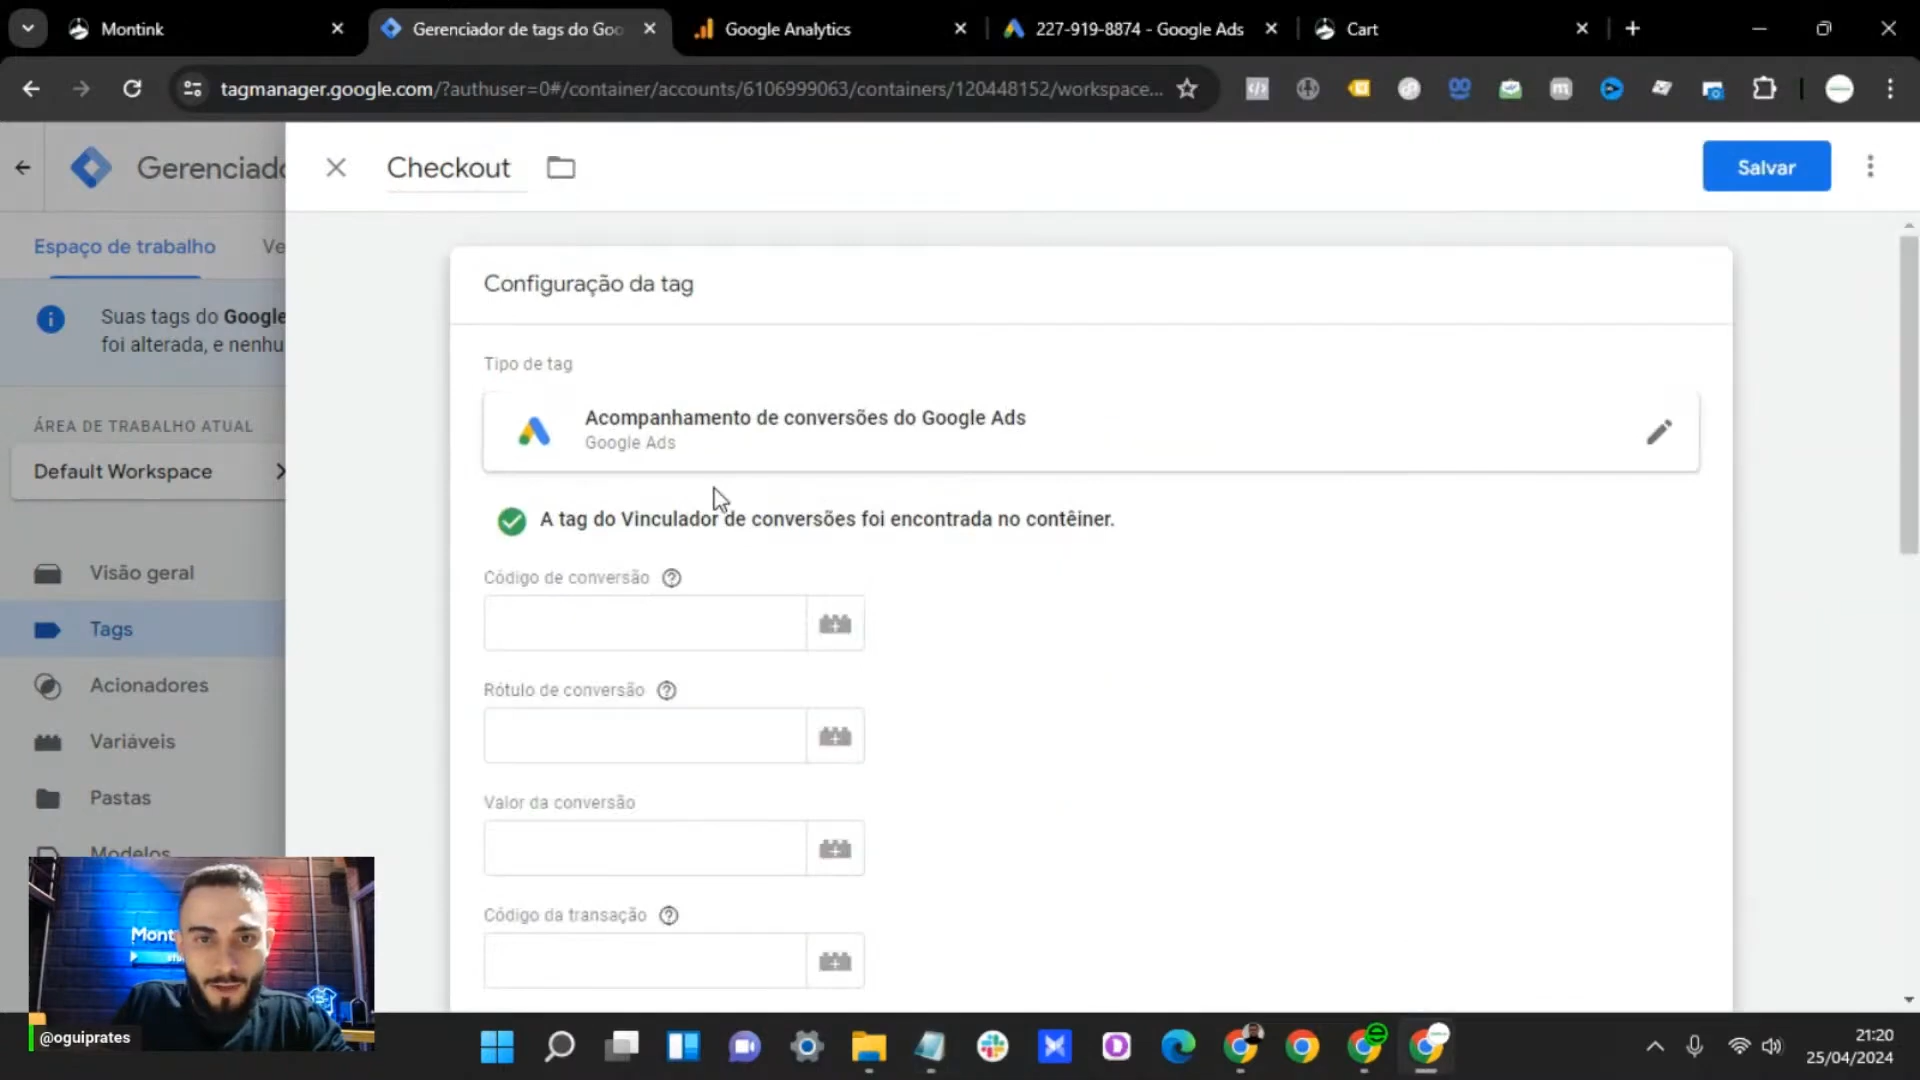 Montink
Gerenciador de tags do Goo
Google Analytics
227-919-8874 - Google Ads
Cart
tagmanager.google.com/?authuser=0#/container/accounts/6106999063/containers/120448152/workspace...
Gerenciado
Checkout
Salvar
Espaço de trabalho
Ve
Suas tags do Google
foi alterada, e nenhu
ÁREA DE TRABALHO ATUAL
Default Workspace
Visão geral
Tags
Acionadores
Variáveis
Pastas
Modelos
Configuração da tag
Tipo de tag
Acompanhamento de conversões do Google Ads
Google Ads
A tag do Vinculador de conversões foi encontrada no contêiner.
Código de conversão
Rótulo de conversão
Valor da conversão
Código da transação
Mont
@oguiprates
21:20
25/04/2024